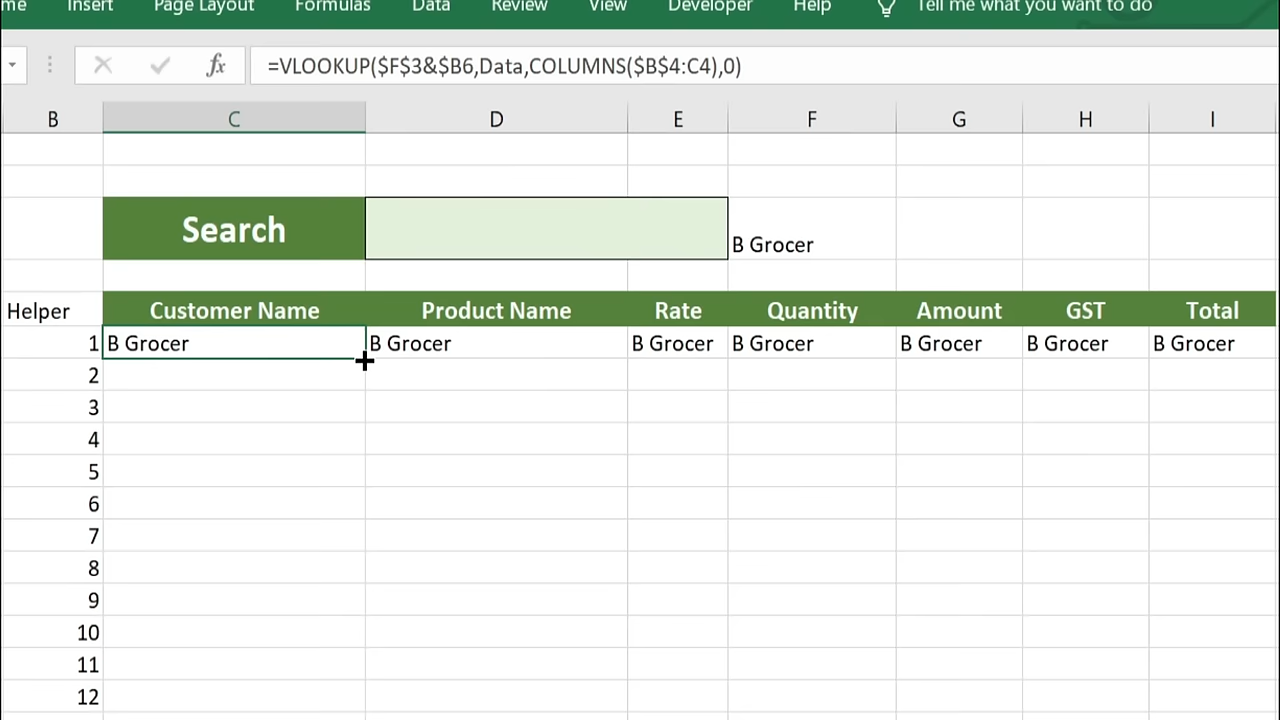 me Insert Page Layout Formulas Data Review View Developer Help Tell me what you want to do
fx =VLOOKUP($F$3&$B6,Data,COLUMNS($B$4:C4),0)
B C D E F G H I
Search B Grocer
Helper Customer Name Product Name Rate Quantity Amount GST Total
1 B Grocer B Grocer B Grocer B Grocer B Grocer B Grocer B Grocer
2
3
4
5
6
7
8
9
10
11
12